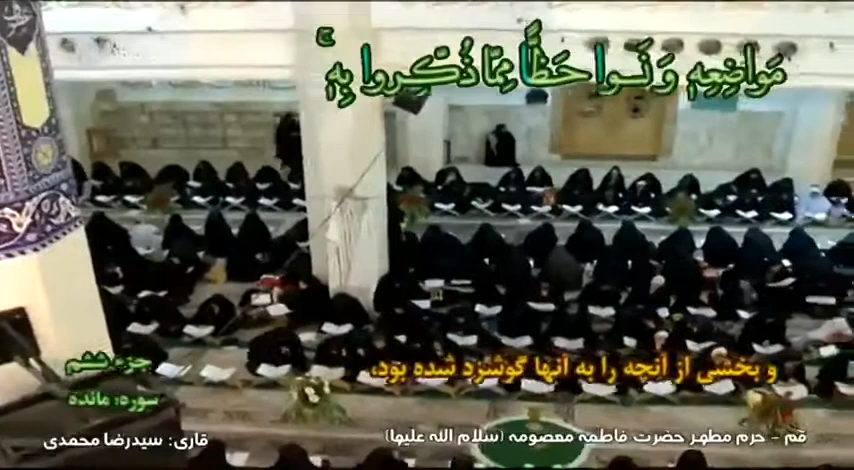 مَوَاضِعِهِ وَنَسُوا حَظًّا مِمَّا ذُكِّرُوا بِهِ ۚ
و بخشی از آنچه را به آنها گوشزد شده بود،
جزء: ششم
سوره: مائده
قم - حرم مطهر حضرت فاطمه معصومه (سلام الله علیها)
قاری: سیدرضا محمدی